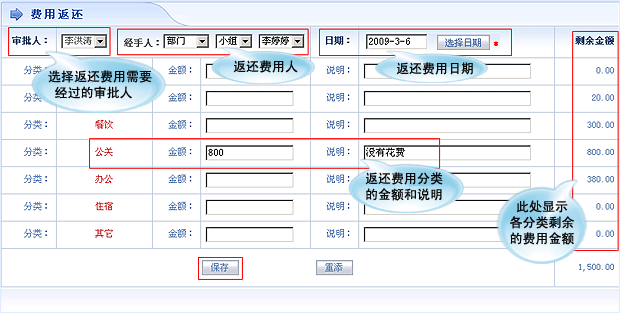 费用返还
审批人： 李洪涛 经手人： 部门 小组 李婷婷 日期： 2009-3-6 选择日期 * 剩余金额
选择返还费用需要
经过的审批人
返还费用人
返还费用日期
分类： 金额： 说明： 0.00
分类： 金额： 说明： 20.00
分类： 餐饮 金额： 说明： 300.00
分类： 公关 金额： 800 说明： 没有花费 800.00
返还费用分类
的金额和说明
分类： 办公 金额： 说明： 380.00
分类： 住宿 金额： 说明： 0.00
分类： 其它 金额： 说明： 0.00
此处显示
各分类剩余
的费用金额
保存 重添 1,500.00